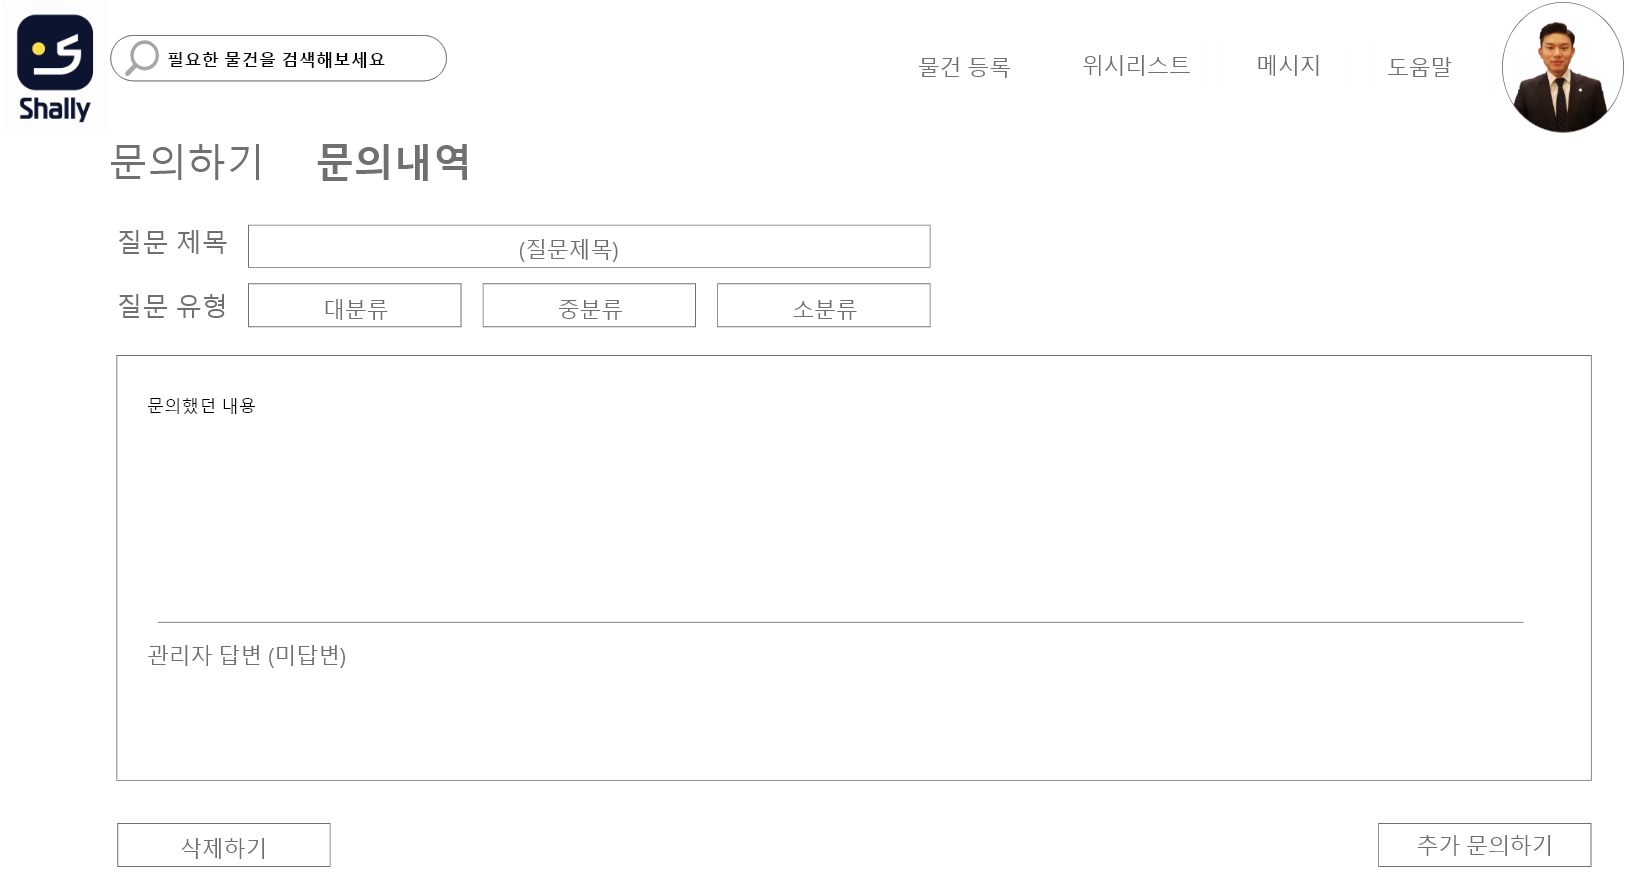 Shally
필요한 물건을 검색해보세요
물건 등록
위시리스트
메시지
도움말
문의하기
문의내역
질문 제목
(질문제목)
질문 유형
대분류
중분류
소분류
문의했던 내용
관리자 답변 (미답변)
삭제하기
추가 문의하기